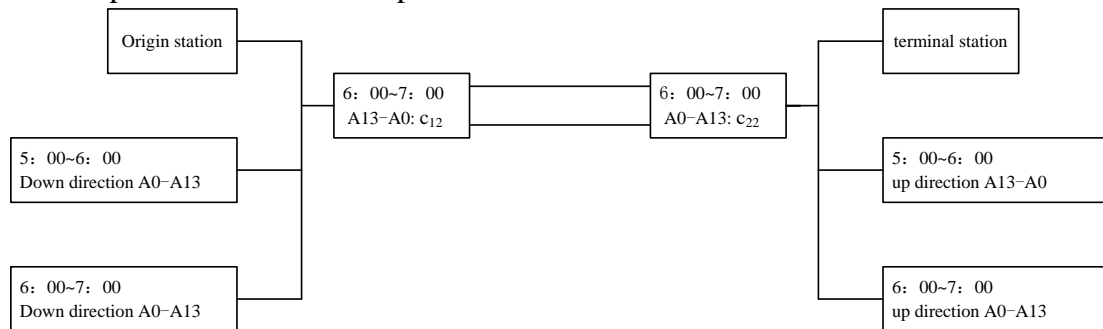 Origin station
terminal station
6：00~7：00
A13-A0: c₁₂
6：00~7：00
A0-A13: c₂₂
5：00~6：00
Down direction A0-A13
5：00~6：00
up direction A13-A0
6：00~7：00
Down direction A0-A13
6：00~7：00
up direction A0-A13